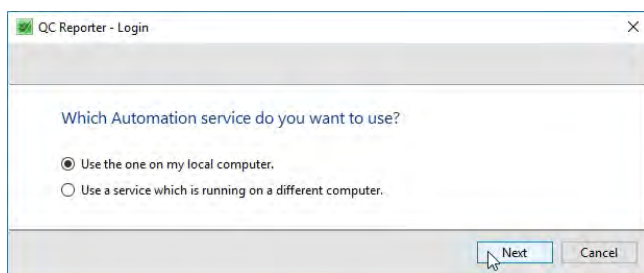 QC Reporter - Login
Which Automation service do you want to use?
Use the one on my local computer.
Use a service which is running on a different computer.
Next Cancel